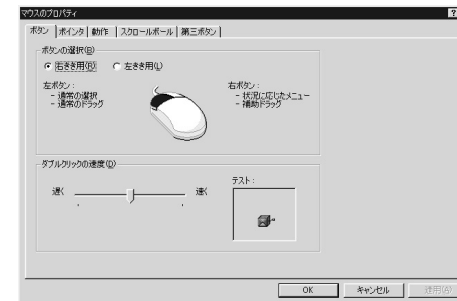 マウスのプロパティ
ボタン ポインタ 動作 スクロールボール 第三ボタン
ボタンの選択(B)
右きき用(R) 左きき用(L)
左ボタン:
- 通常の選択
- 通常のドラッグ
右ボタン:
- 状況に応じたメニュー
- 補助ドラッグ
ダブルクリックの速度(D)
遅く 速く
テスト:
OK キャンセル 適用(A)